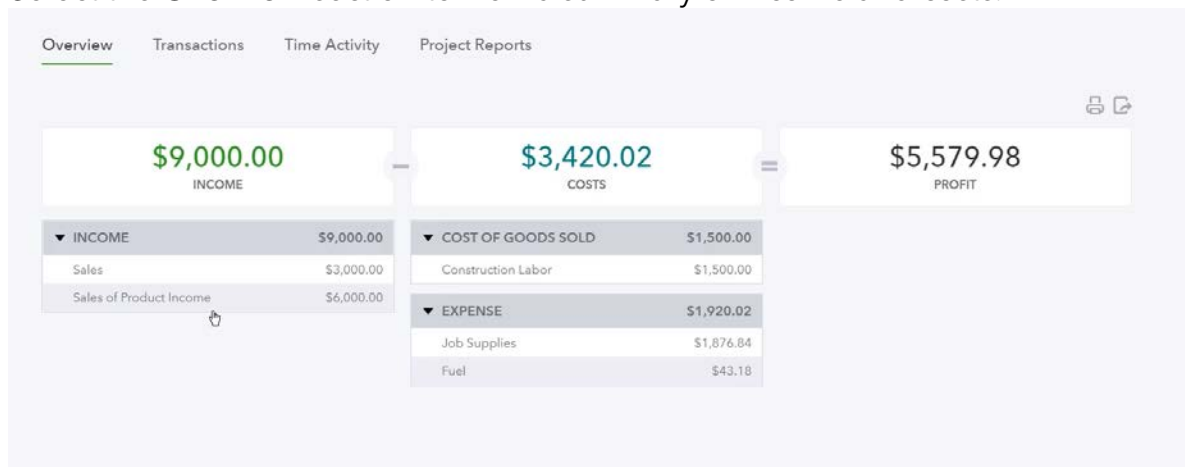 Overview Transactions Time Activity Project Reports
$9,000.00 - $3,420.02 = $5,579.98
INCOME COSTS PROFIT
INCOME $9,000.00 COST OF GOODS SOLD $1,500.00
Sales $3,000.00 Construction Labor $1,500.00
Sales of Product Income $6,000.00
EXPENSE $1,920.02
Job Supplies $1,876.84
Fuel $43.18